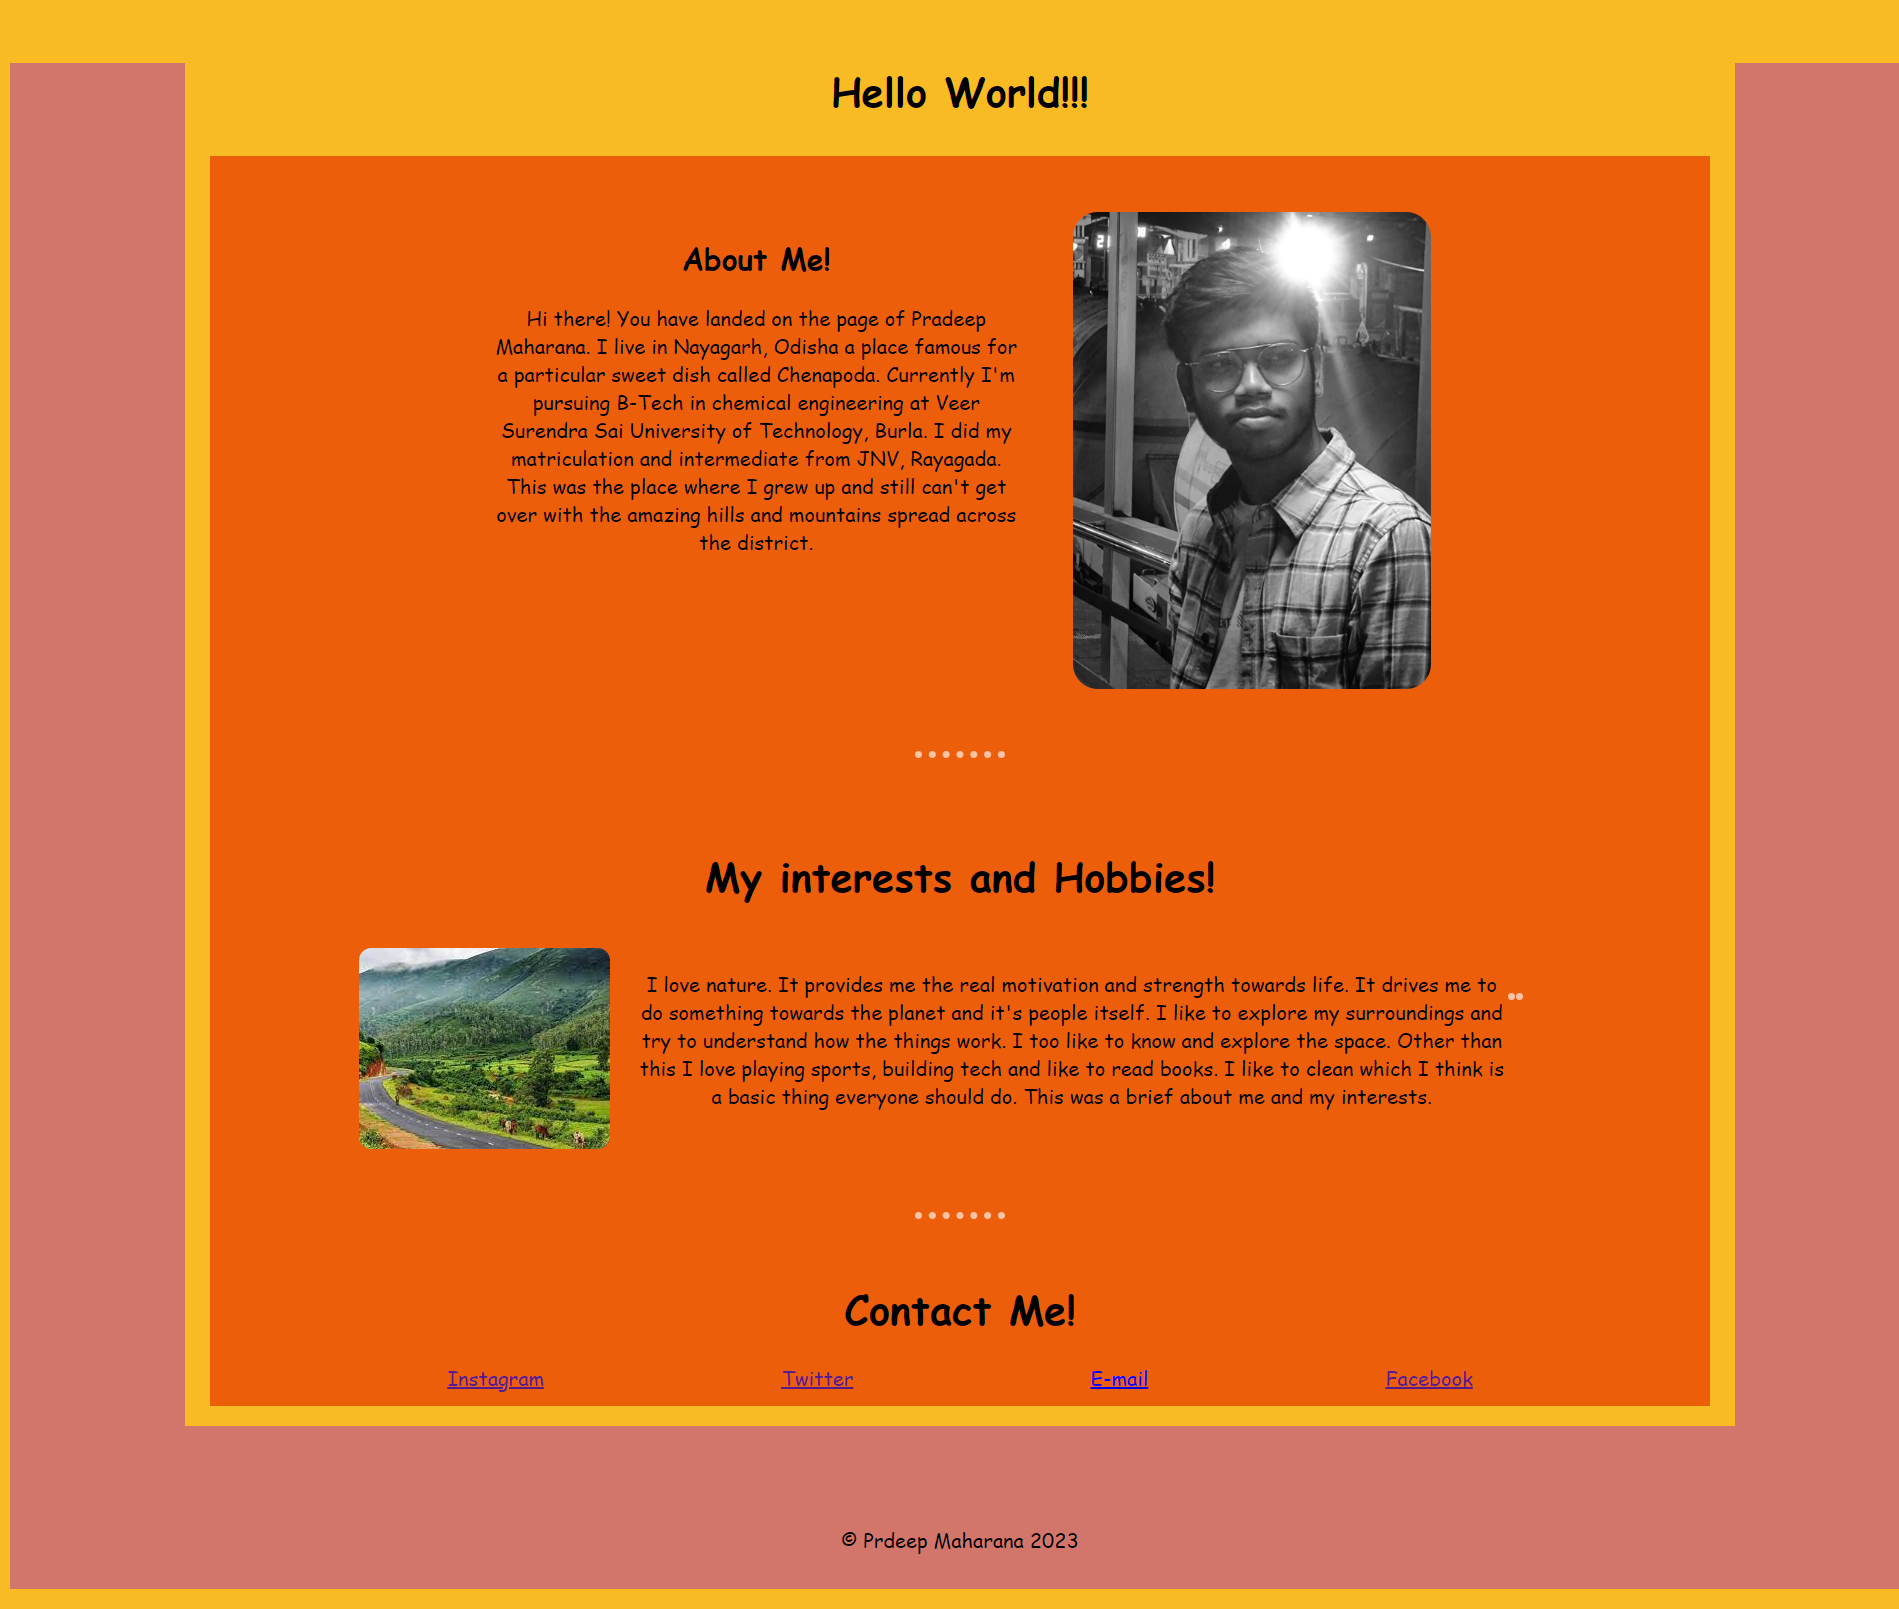 Hello World!!!
About Me!
Hi there! You have landed on the page of Pradeep
Maharana. I live in Nayagarh, Odisha a place famous for
a particular sweet dish called Chenapoda. Currently I'm
pursuing B-Tech in chemical engineering at Veer
Surendra Sai University of Technology, Burla. I did my
matriculation and intermediate from JNV, Rayagada.
This was the place where I grew up and still can't get
over with the amazing hills and mountains spread across
the district.
My interests and Hobbies!
I love nature. It provides me the real motivation and strength towards life. It drives me to
do something towards the planet and it's people itself. I like to explore my surroundings and
try to understand how the things work. I too like to know and explore the space. Other than
this I love playing sports, building tech and like to read books. I like to clean which I think is
a basic thing everyone should do. This was a brief about me and my interests.
Contact Me!
Instagram Twitter E-mail Facebook
© Prdeep Maharana 2023